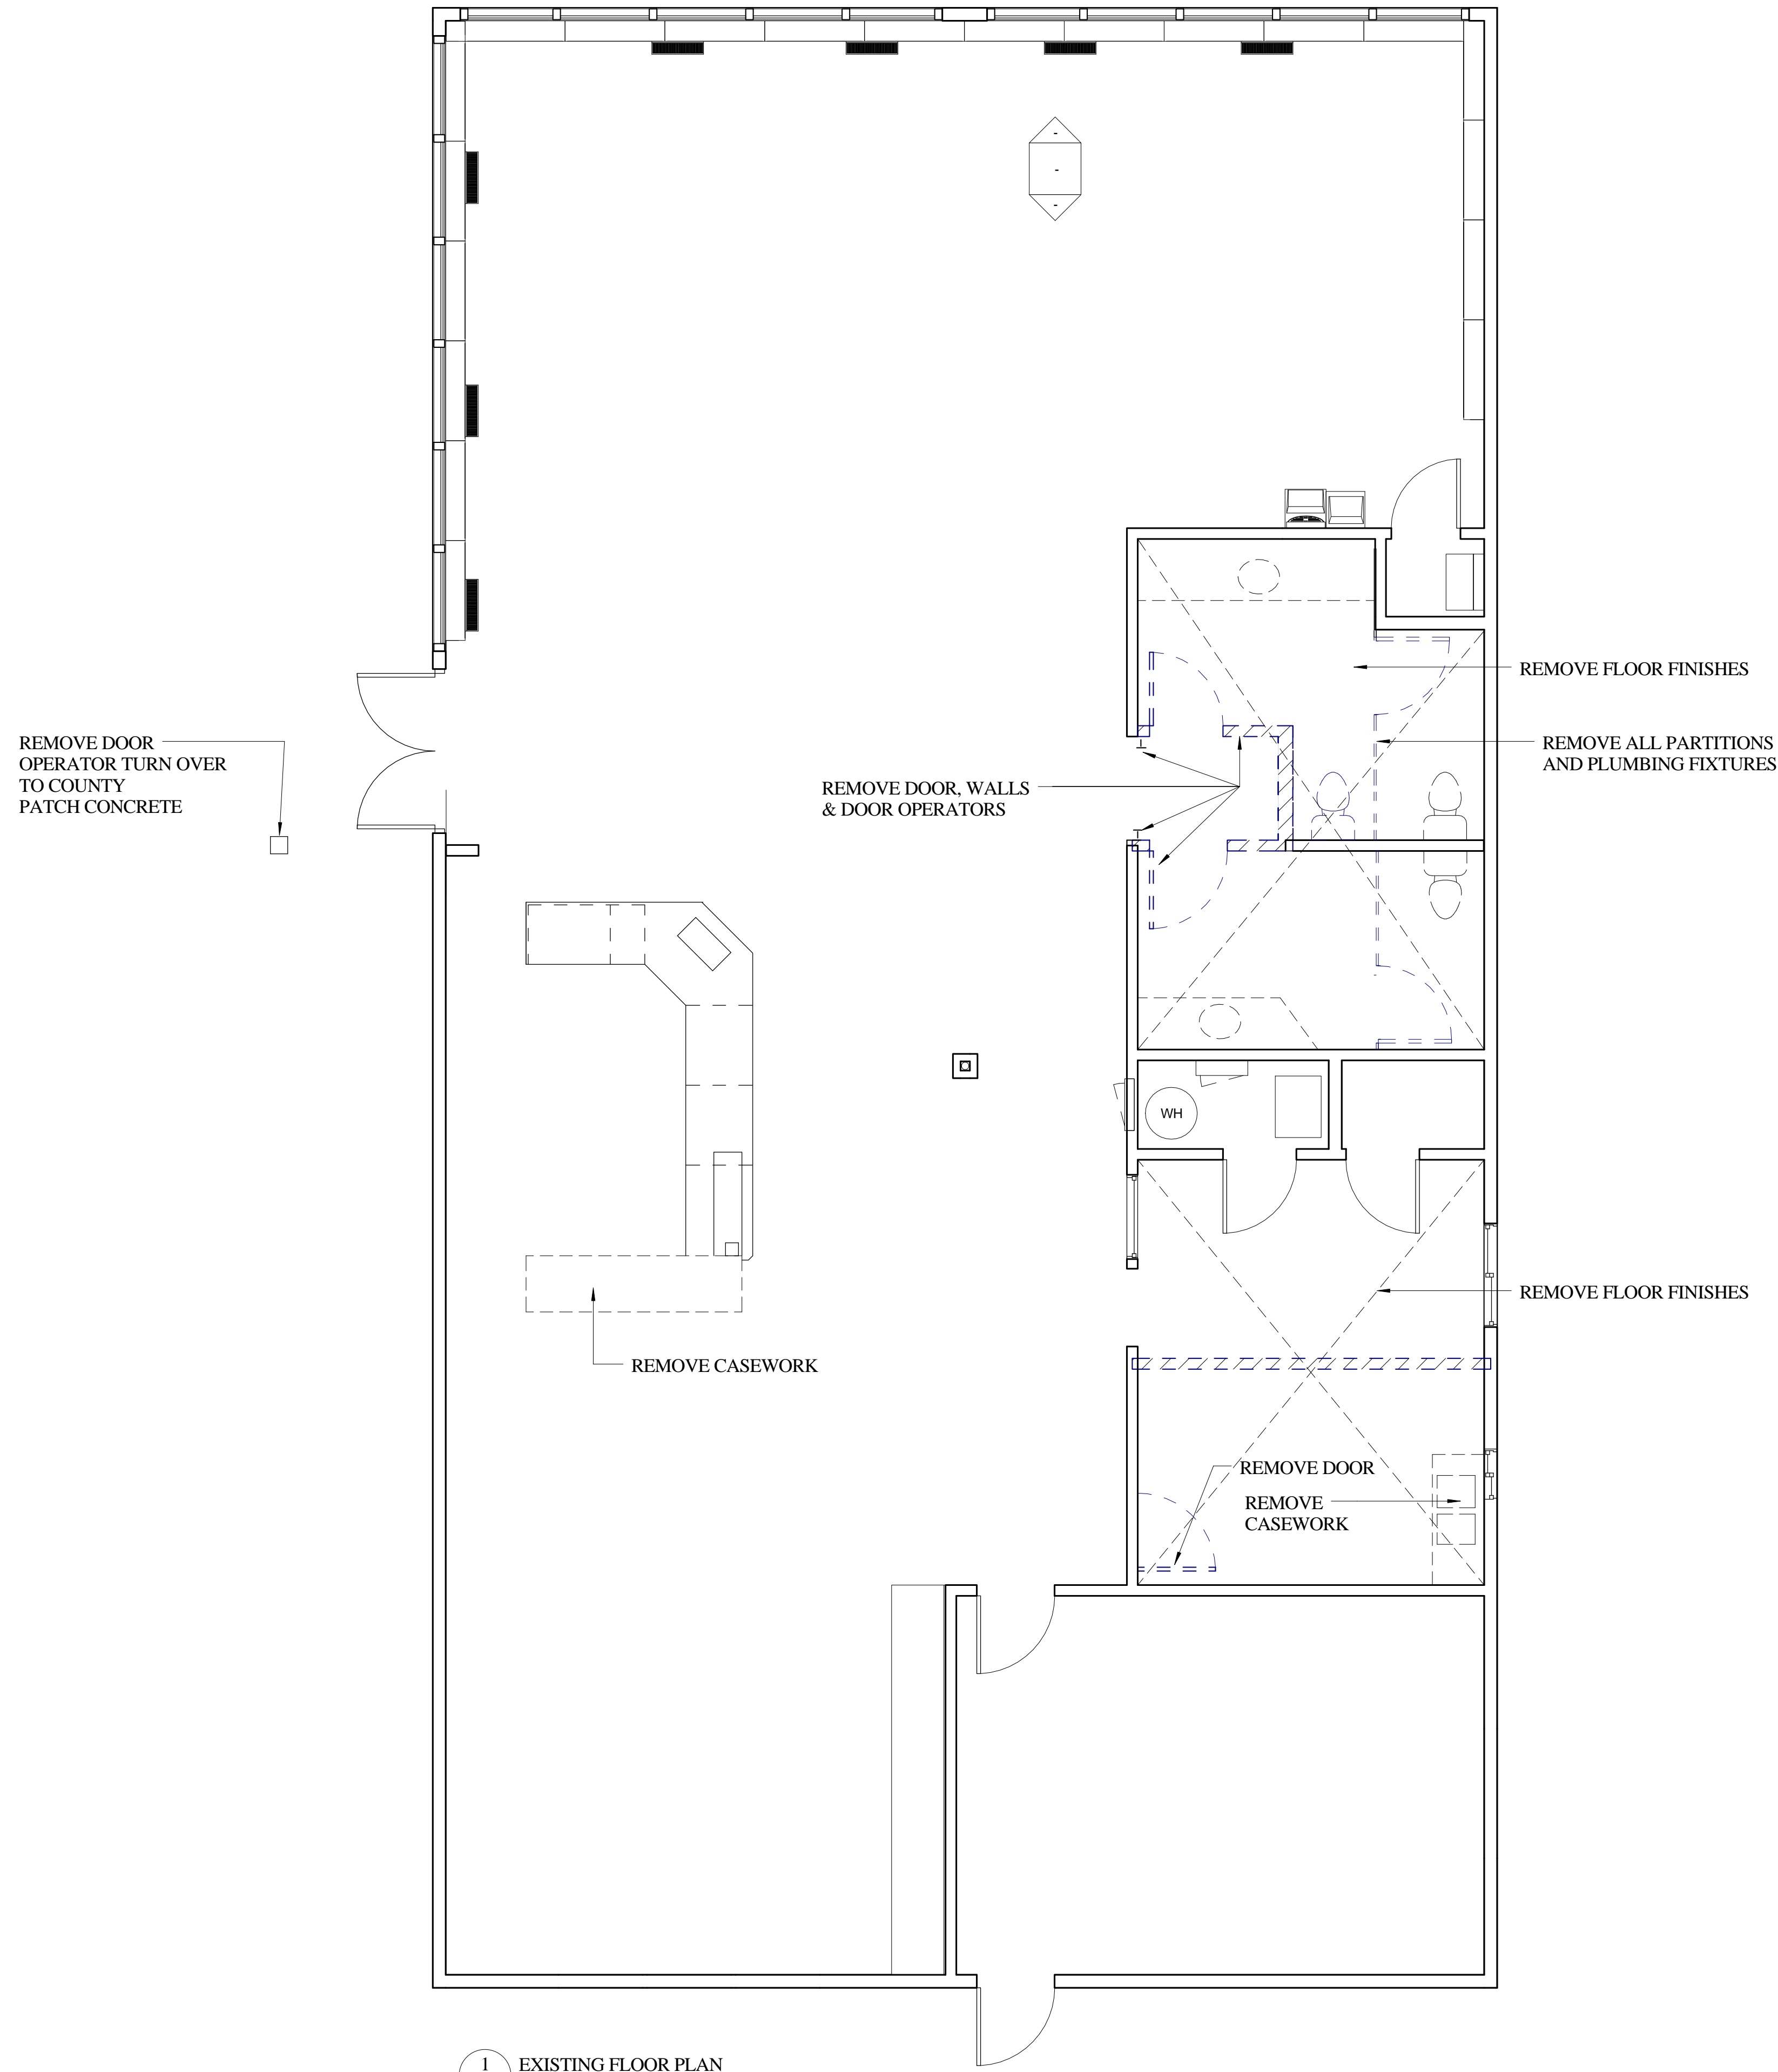 REMOVE FLOOR FINISHES
REMOVE DOOR
OPERATOR TURN OVER
TO COUNTY
PATCH CONCRETE
REMOVE ALL PARTITIONS
AND PLUMBING FIXTURES
REMOVE DOOR, WALLS
& DOOR OPERATORS
WH
REMOVE FLOOR FINISHES
REMOVE CASEWORK
REMOVE DOOR
REMOVE
CASEWORK
1 EXISTING FLOOR PLAN